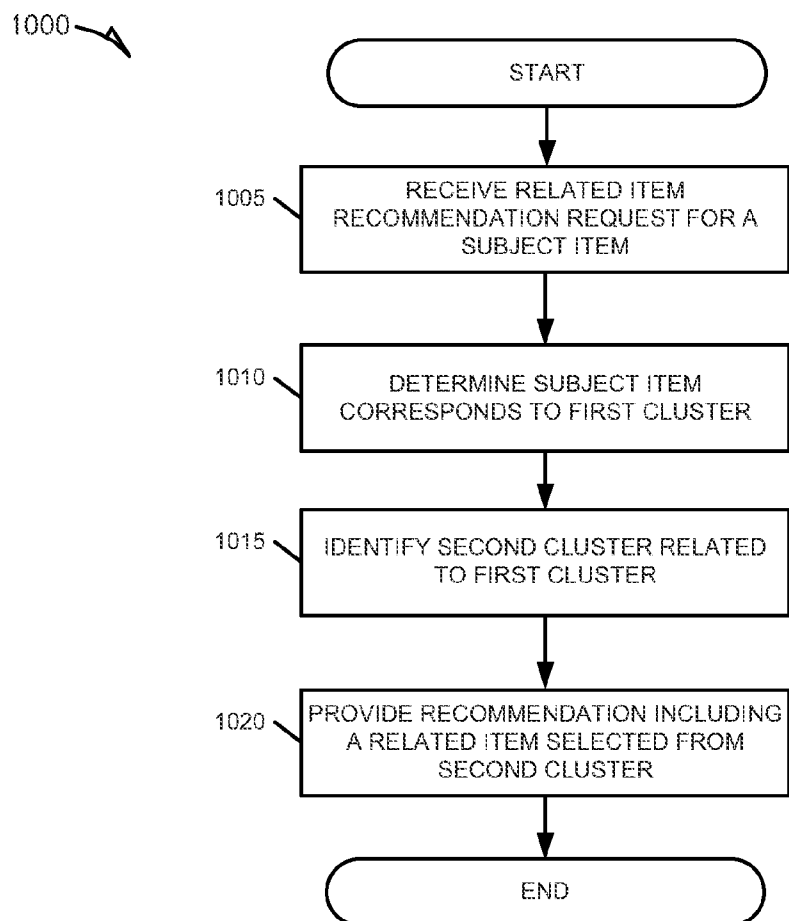 1000
START
1005
RECEIVE RELATED ITEM
RECOMMENDATION REQUEST FOR A
SUBJECT ITEM
1010
DETERMINE SUBJECT ITEM
CORRESPONDS TO FIRST CLUSTER
1015
IDENTIFY SECOND CLUSTER RELATED
TO FIRST CLUSTER
1020
PROVIDE RECOMMENDATION INCLUDING
A RELATED ITEM SELECTED FROM
SECOND CLUSTER
END